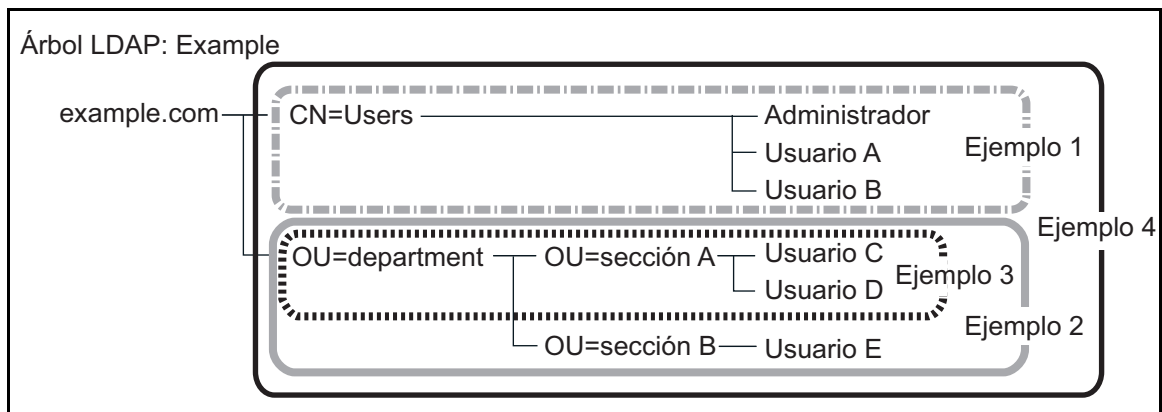 Árbol LDAP: Example
example.com
CN=Users
Administrador
Usuario A
Usuario B
Ejemplo 1
Ejemplo 4
OU=department
OU=sección A
Usuario C
Usuario D
Ejemplo 3
Ejemplo 2
OU=sección B
Usuario E